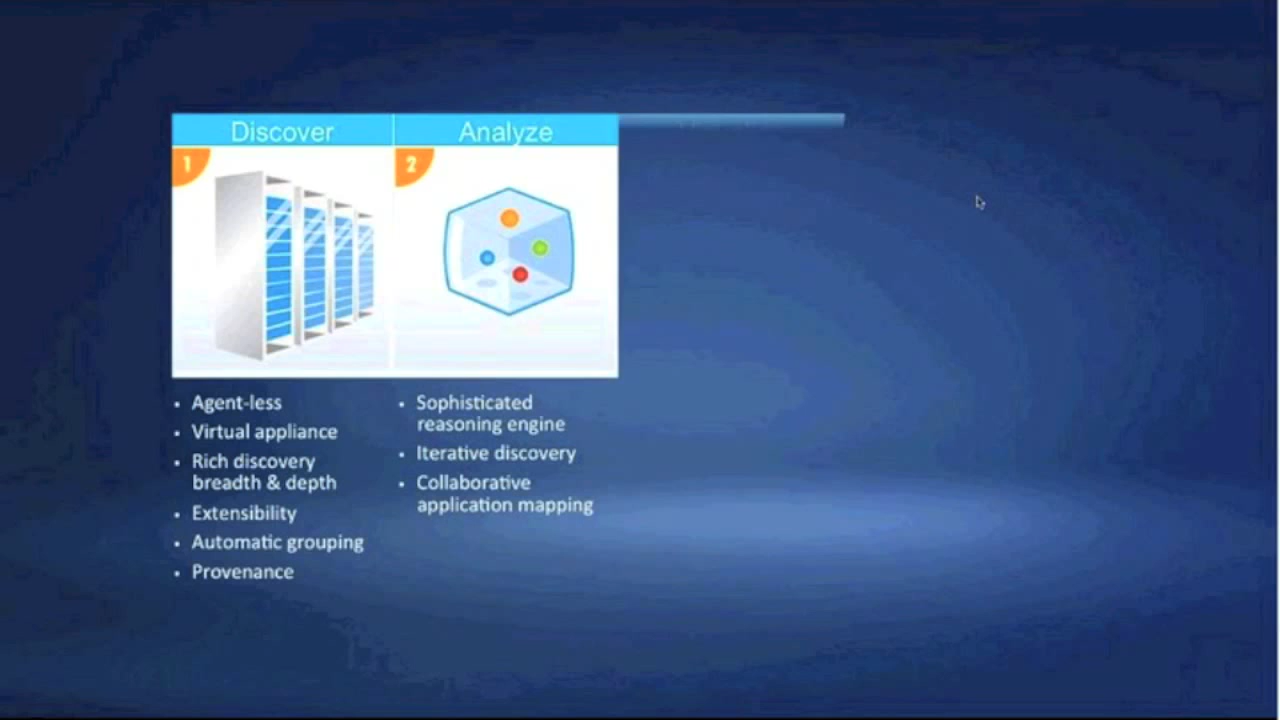 Discover
Analyze
1
2
• Agent-less
• Virtual appliance
• Rich discovery
breadth & depth
• Extensibility
• Automatic grouping
• Provenance
• Sophisticated
reasoning engine
• Iterative discovery
• Collaborative
application mapping